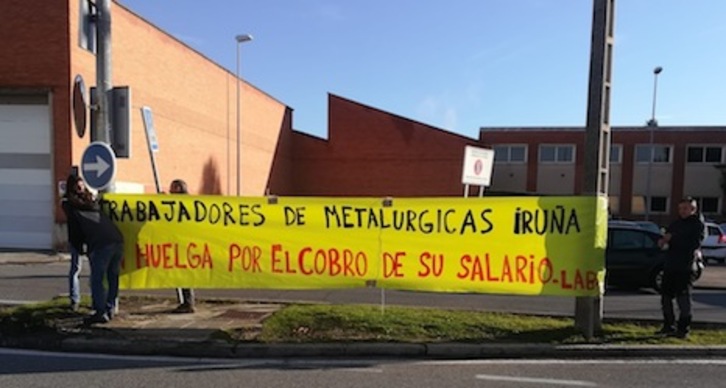 TRABAJADORES DE METALURGICAS IRUÑA
HUELGA POR EL COBRO DE SU SALARIO.-LAB